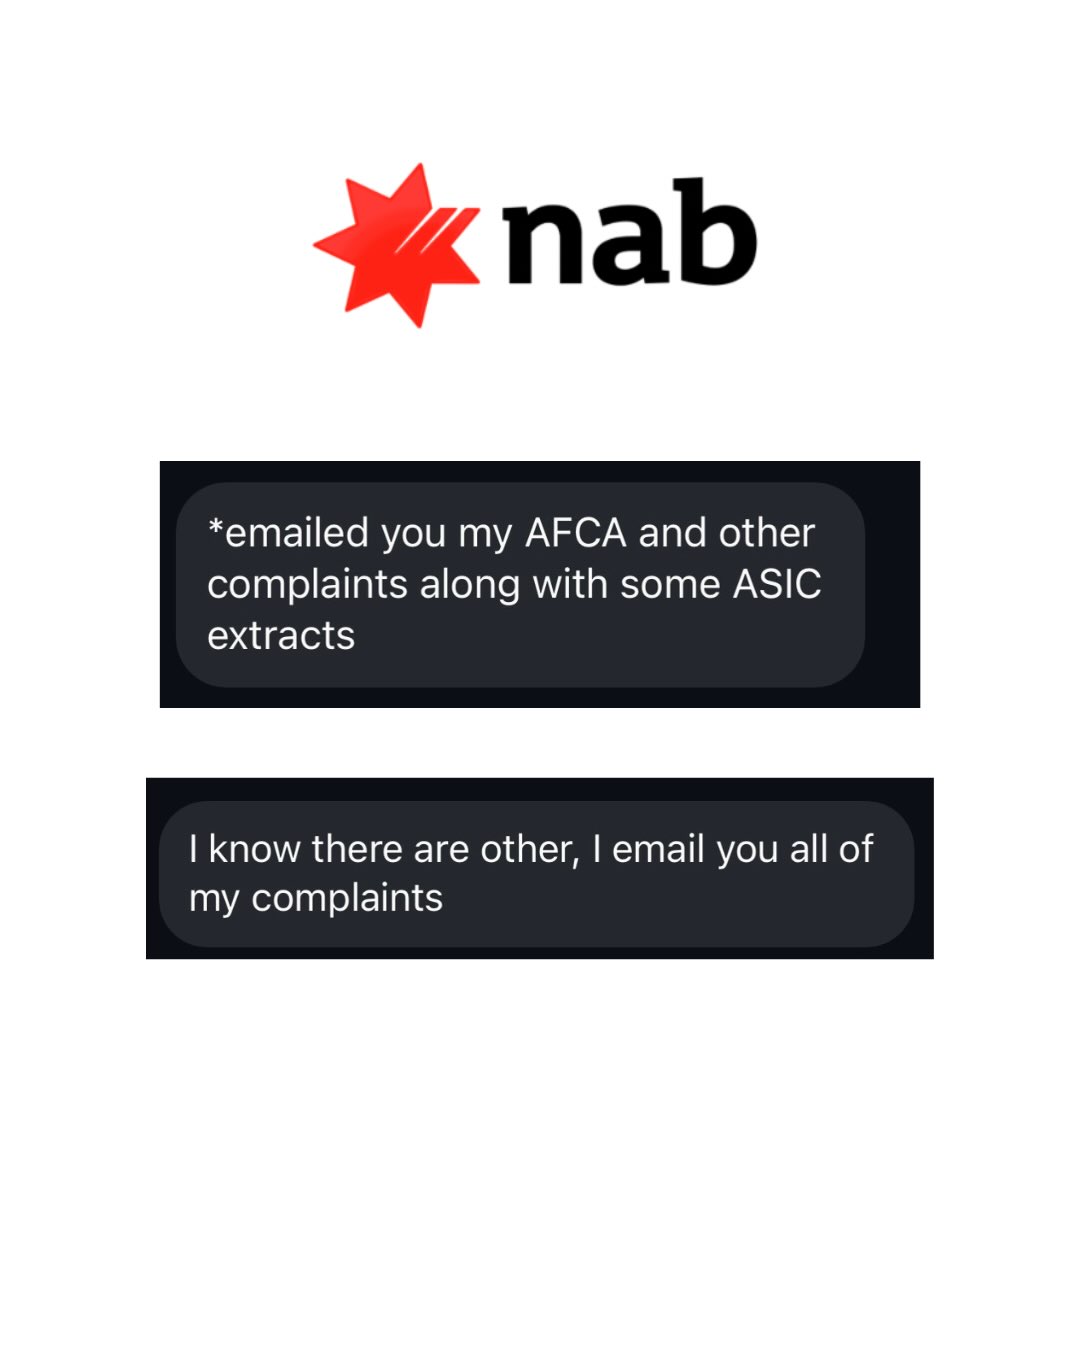 nab
*emailed you my AFCA and other
complaints along with some ASIC
extracts
I know there are other, I email you all of
my complaints